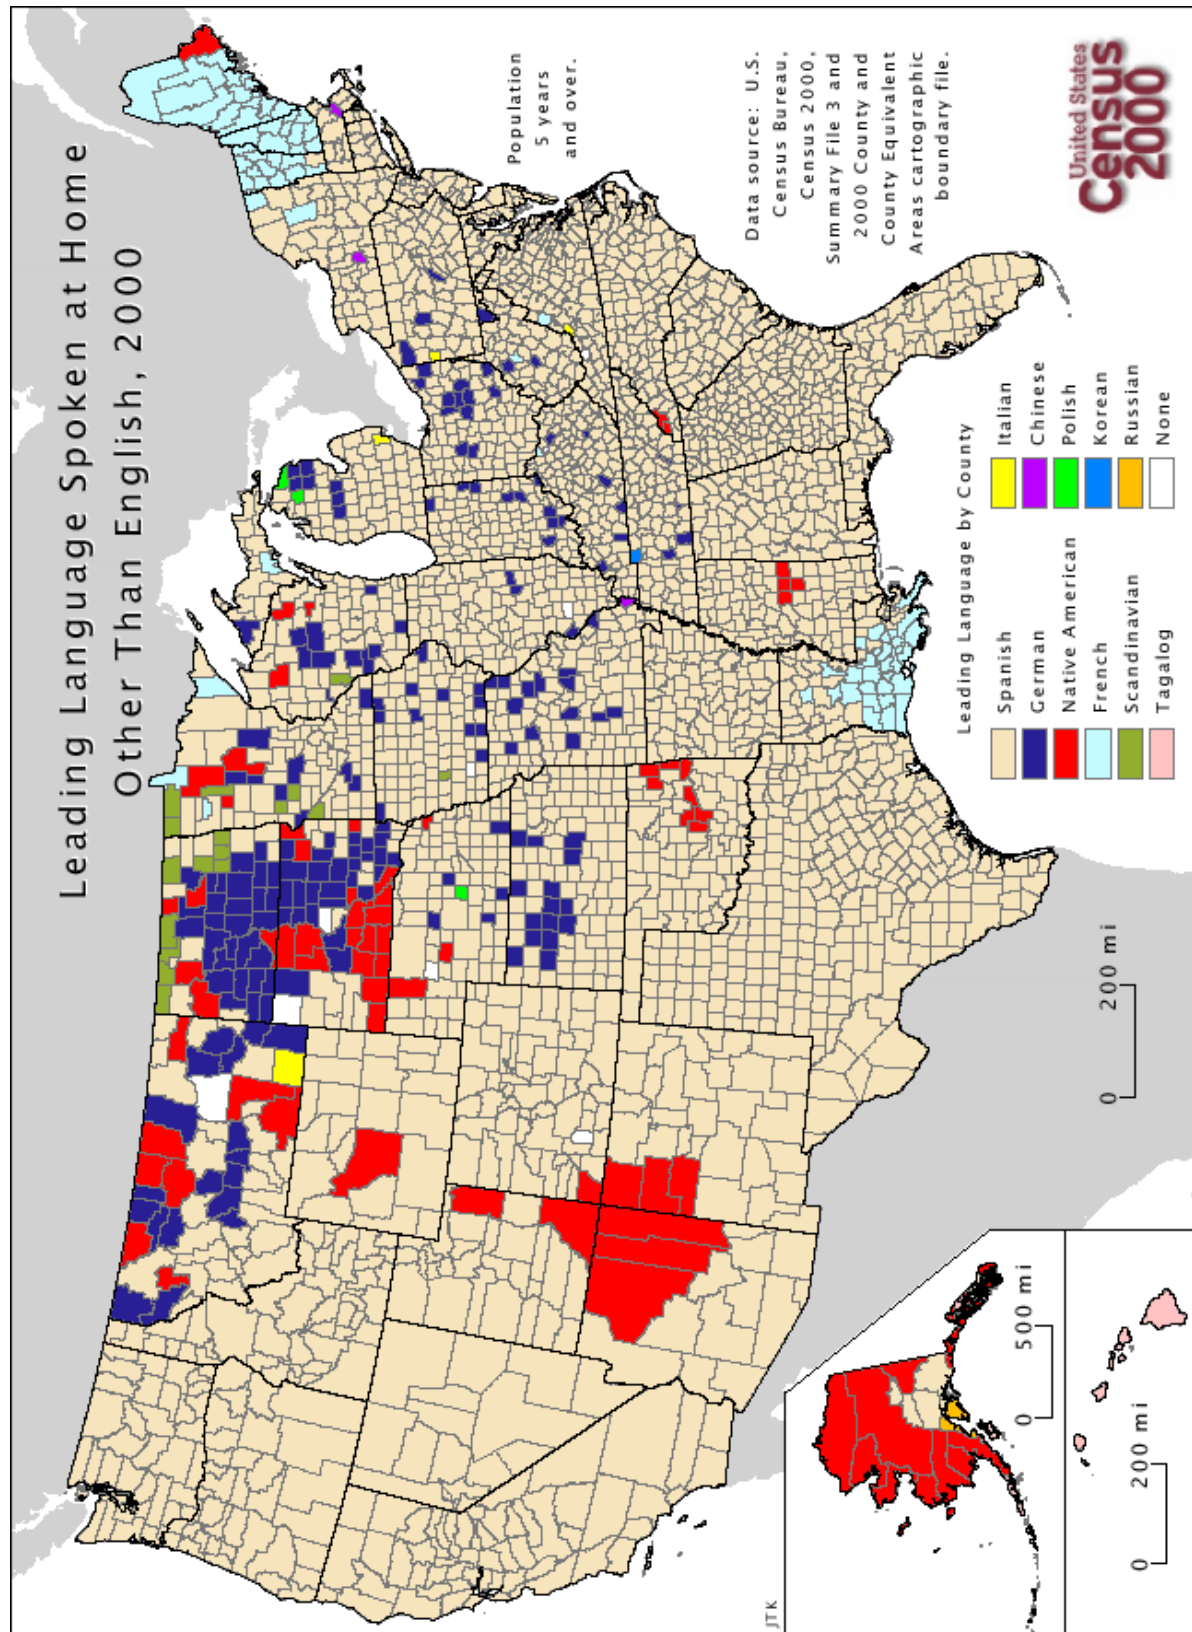 Leading Language Spoken at Home
Other Than English, 2000
Population
5 years
and over.
Data source: U.S.
Census Bureau,
Census 2000,
Summary File 3 and
2000 County and
County Equivalent
Areas cartographic
boundary file.
United States
Census
2000
Leading Language by County
Spanish
German
Native American
French
Scandinavian
Tagalog
Italian
Chinese
Polish
Korean
Russian
None
0 200 mi
JTK
0 500 mi
0 200 mi